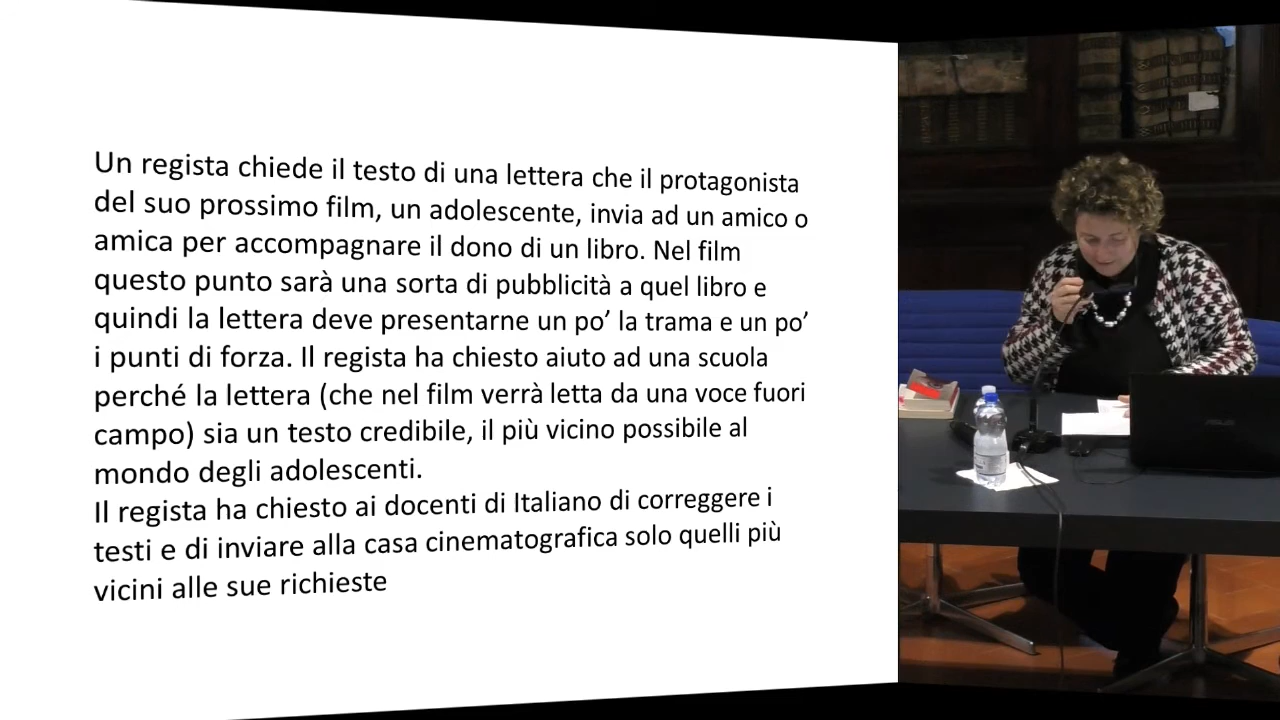 Un regista chiede il testo di una lettera che il protagonista
del suo prossimo film, un adolescente, invia ad un amico o
amica per accompagnare il dono di un libro. Nel film
questo punto sarà una sorta di pubblicità a quel libro e
quindi la lettera deve presentarne un po’ la trama e un po’
i punti di forza. Il regista ha chiesto aiuto ad una scuola
perché la lettera (che nel film verrà letta da una voce fuori
campo) sia un testo credibile, il più vicino possibile al
mondo degli adolescenti.
Il regista ha chiesto ai docenti di Italiano di correggere i
testi e di inviare alla casa cinematografica solo quelli più
vicini alle sue richieste